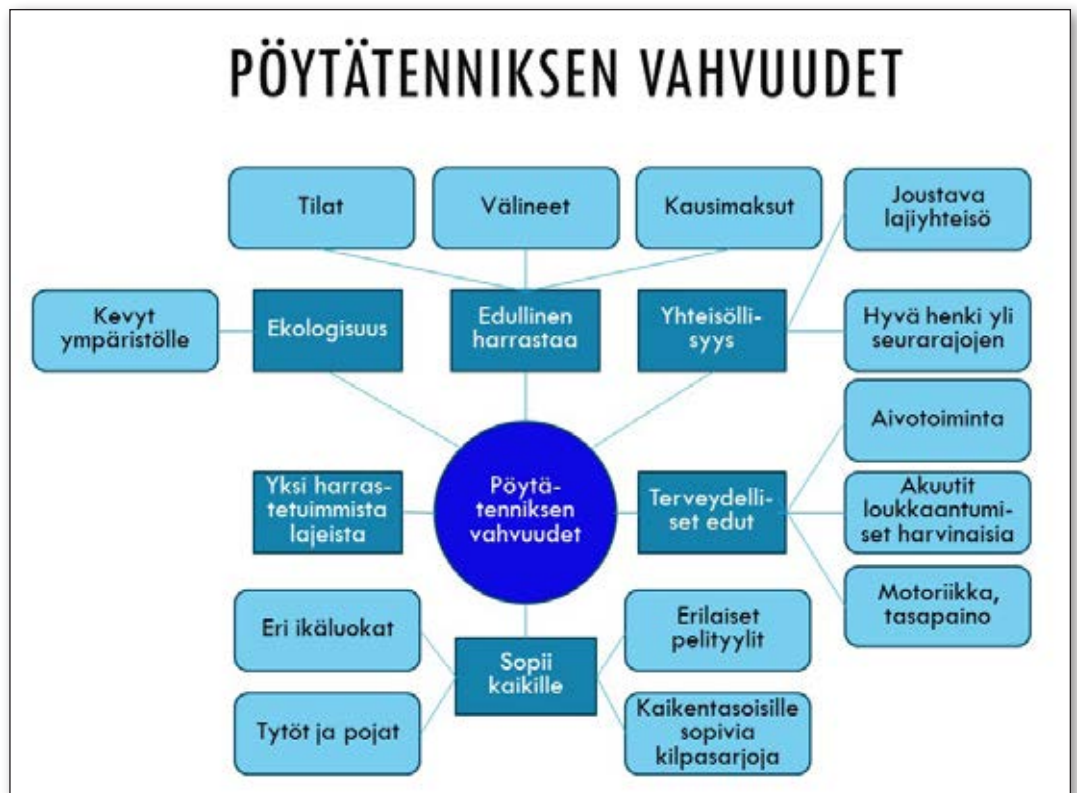 PÖYTÄTENNIKSEN VAHVUUDET
Tilat
Välineet
Kausimaksut
Joustava
lajiyhteisö
Kevyt
ympäristölle
Ekologisuus
Edullinen
harrastaa
Yhteisölli-
syys
Hyvä henki yli
seurarajojen
Aivotoiminta
Yksi harras-
tetuimmista
lajeista
Pöytä-
tenniksen
vahvuudet
Terveydelli-
set edut
Akuutit
loukkaantumi-
set harvinaisia
Motoriikka,
tasapaino
Eri ikäluokat
Sopii
kaikille
Erilaiset
pelityylit
Tytöt ja pojat
Kaikentasoisille
sopivia
kilpasarjoja